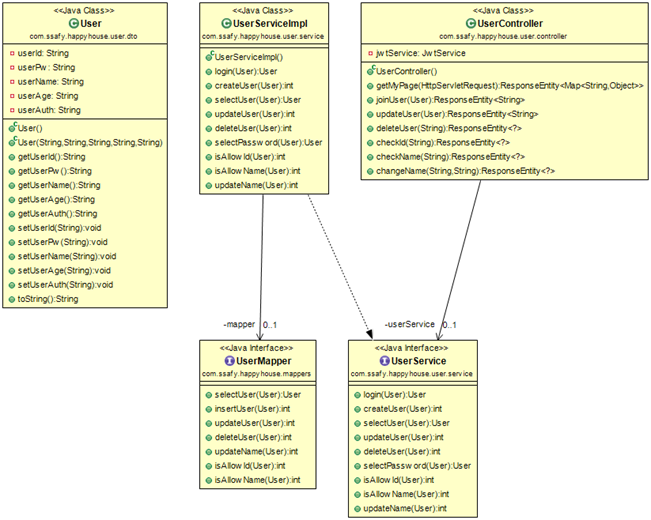 <<Java Class>>
User
com.ssafy.happyhouse.user.dto
userId: String
userPw: String
userName: String
userAge: String
userAuth: String
User()
User(String,String,String,String,String)
getUserId():String
getUserPw():String
getUserName():String
getUserAge():String
getUserAuth():String
setUserId(String):void
setUserPw(String):void
setUserName(String):void
setUserAge(String):void
setUserAuth(String):void
toString():String
<<Java Class>>
UserServiceImpl
com.ssafy.happyhouse.user.service
UserServiceImpl()
login(User):User
createUser(User):int
selectUser(User):User
updateUser(User):int
deleteUser(User):int
selectPassword(User):User
isAllowId(User):int
isAllowName(User):int
updateName(User):int
<<Java Class>>
UserController
com.ssafy.happyhouse.user.controller
jwtService: JwtService
UserController()
getMyPage(HttpServletRequest):ResponseEntity<Map<String,Object>>
joinUser(User):ResponseEntity<String>
updateUser(User):ResponseEntity<String>
deleteUser(String):ResponseEntity<?>
checkId(String):ResponseEntity<?>
checkName(String):ResponseEntity<?>
changeName(String,String):ResponseEntity<?>
-mapper 0..1
-userService 0..1
<<Java Interface>>
UserMapper
com.ssafy.happyhouse.mappers
selectUser(User):User
insertUser(User):int
updateUser(User):int
deleteUser(User):int
updateName(User):int
isAllowId(User):int
isAllowName(User):int
<<Java Interface>>
UserService
com.ssafy.happyhouse.user.service
login(User):User
createUser(User):int
selectUser(User):User
updateUser(User):int
deleteUser(User):int
selectPassword(User):User
isAllowId(User):int
isAllowName(User):int
updateName(User):int